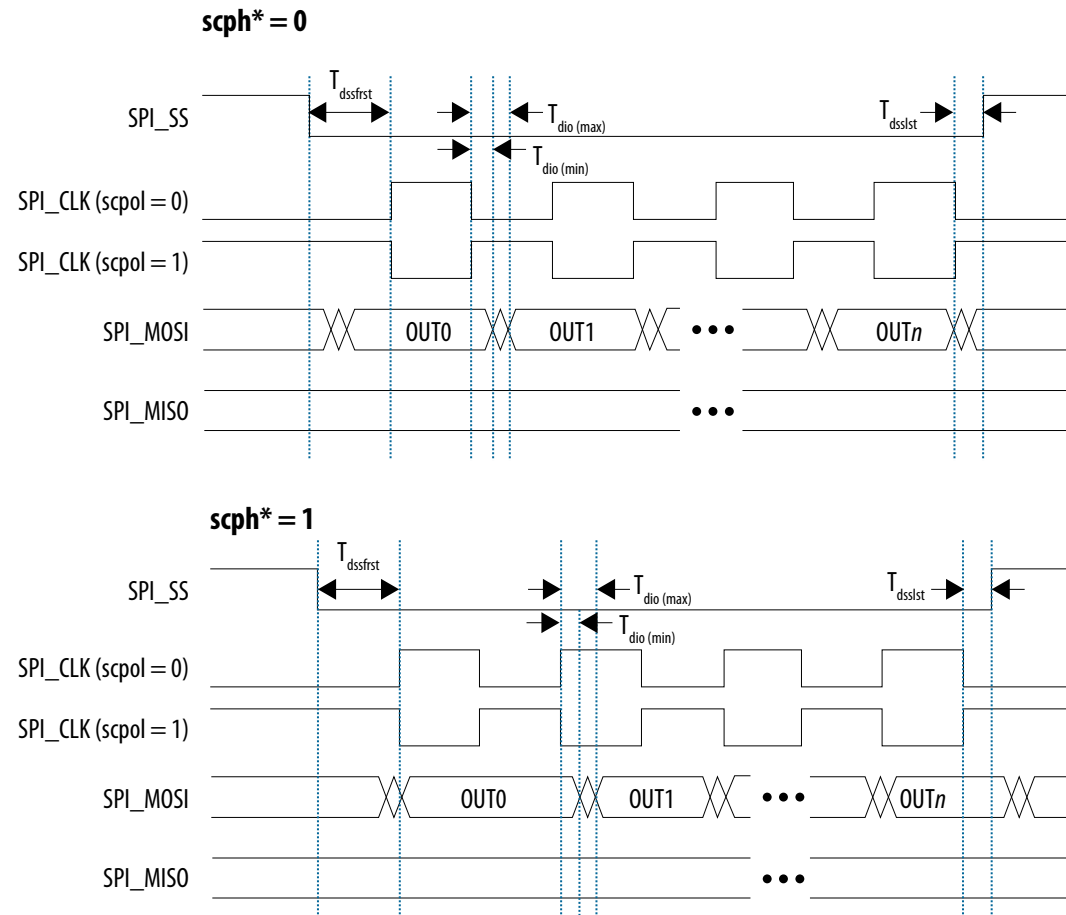 scph* = 0
T_dssfrst
SPI_SS
T_dio (max)
T_dsslst
T_dio (min)
SPI_CLK (scpol = 0)
SPI_CLK (scpol = 1)
SPI_MOSI
OUT0
OUT1
•••
OUTn
SPI_MISO
•••
scph* = 1
T_dssfrst
SPI_SS
T_dio (max)
T_dsslst
T_dio (min)
SPI_CLK (scpol = 0)
SPI_CLK (scpol = 1)
SPI_MOSI
OUT0
OUT1
•••
OUTn
SPI_MISO
•••